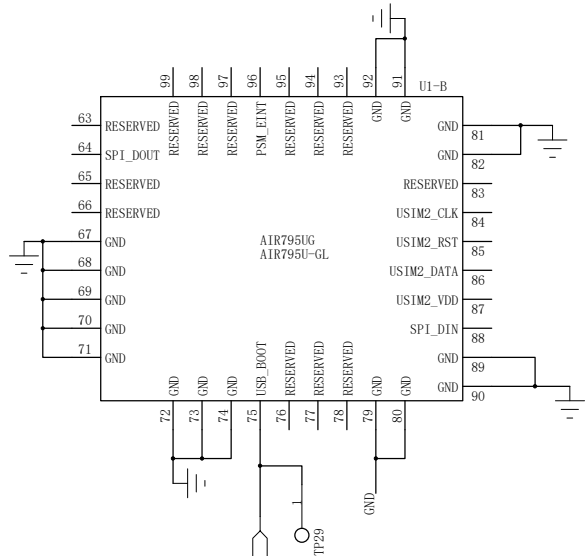 99
98
97
96
95
94
93
92
91
U1-B
RESERVED
RESERVED
RESERVED
PSM_EINT
RESERVED
RESERVED
RESERVED
GND
GND
63
RESERVED
64
SPI_DOUT
65
RESERVED
66
RESERVED
67
GND
68
GND
69
GND
70
GND
71
GND
AIR795UG
AIR795U-GL
GND
81
GND
82
RESERVED
83
USIM2_CLK
84
USIM2_RST
85
USIM2_DATA
86
USIM2_VDD
87
SPI_DIN
88
GND
89
GND
90
GND
GND
GND
USB_BOOT
RESERVED
RESERVED
RESERVED
GND
GND
72
73
74
75
76
77
78
79
80
1
TP29
GND